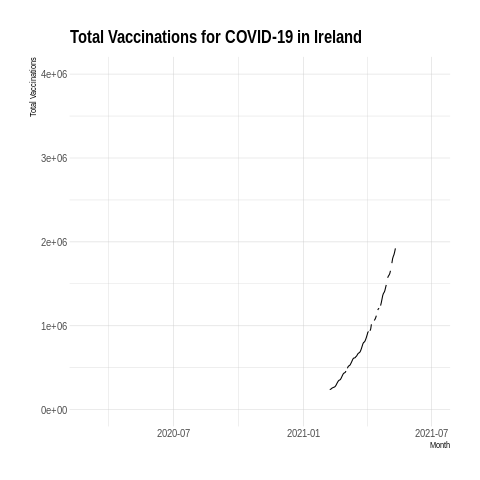 Total Vaccinations for COVID-19 in Ireland
Total Vaccinations
4e+06
3e+06
2e+06
1e+06
0e+00
2020-07
2021-01
2021-07
Month